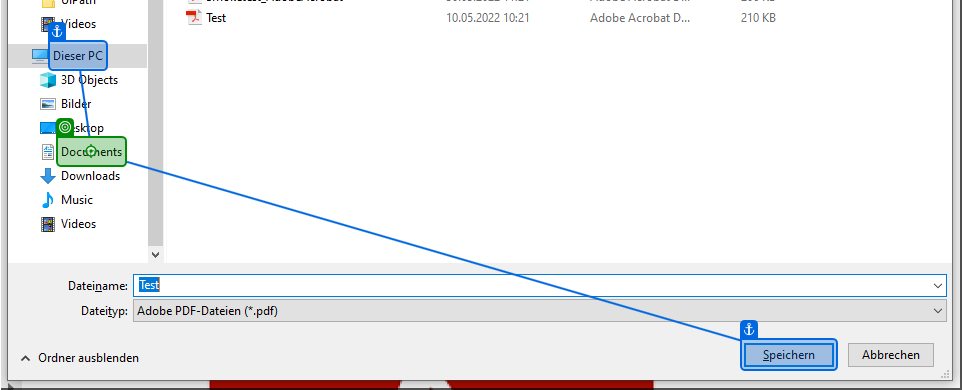 UiPath
Videos
Test 10.05.2022 10:21 Adobe Acrobat D... 210 KB
Dieser PC
3D Objects
Bilder
Desktop
Documents
Downloads
Music
Videos
Dateiname: Test
Dateityp: Adobe PDF-Dateien (*.pdf)
Ordner ausblenden
Speichern
Abbrechen